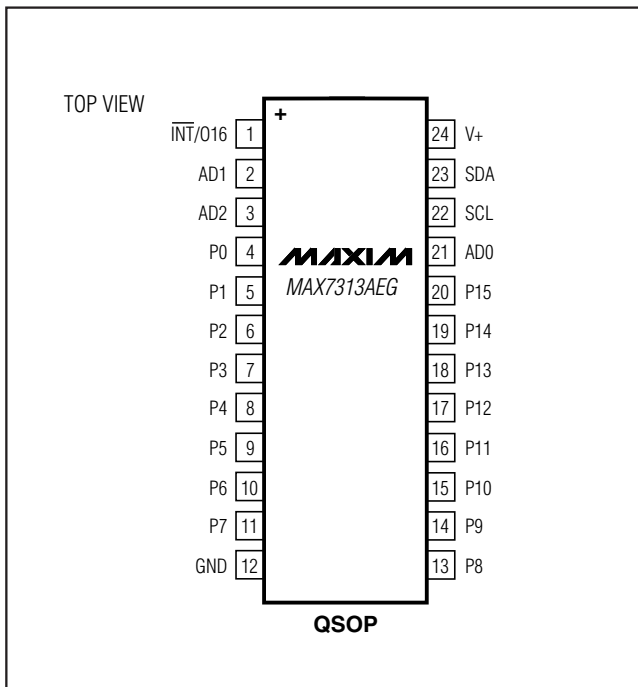 TOP VIEW
+
INT/O16 1 24 V+
AD1 2 23 SDA
AD2 3 22 SCL
P0 4 MAXIM 21 AD0
P1 5 MAX7313AEG 20 P15
P2 6 19 P14
P3 7 18 P13
P4 8 17 P12
P5 9 16 P11
P6 10 15 P10
P7 11 14 P9
GND 12 13 P8
QSOP